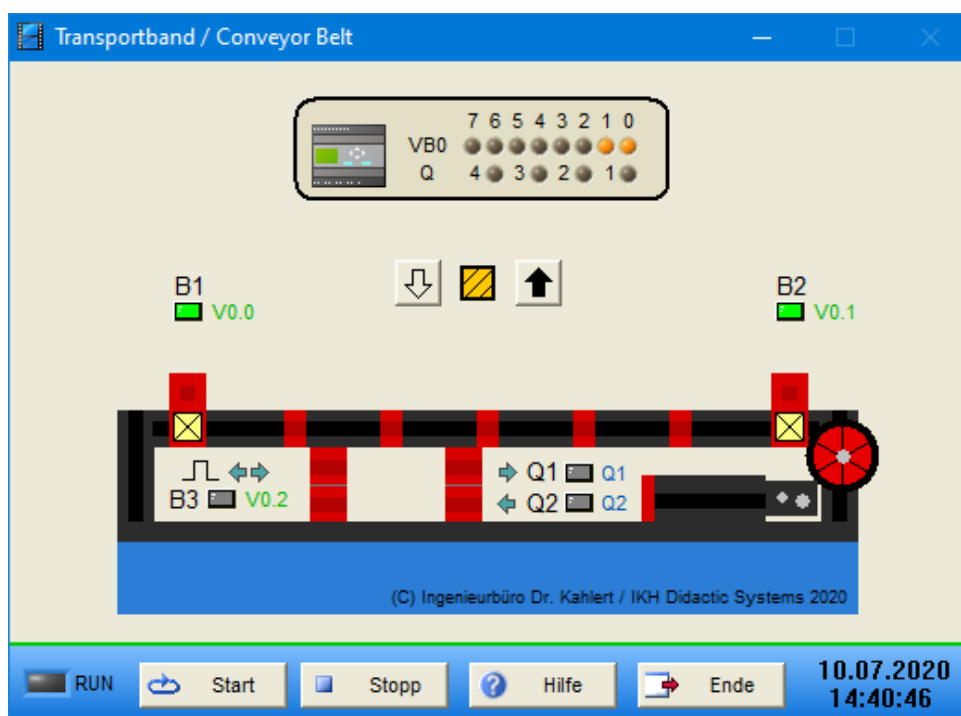 Transportband / Conveyor Belt
7 6 5 4 3 2 1 0
VB0
Q 4 3 2 1
B1
V0.0
B2
V0.1
B3 V0.2
Q1 Q1
Q2 Q2
(C) Ingenieurbüro Dr. Kahlert / IKH Didactic Systems 2020
RUN Start Stopp Hilfe Ende
10.07.2020
14:40:46